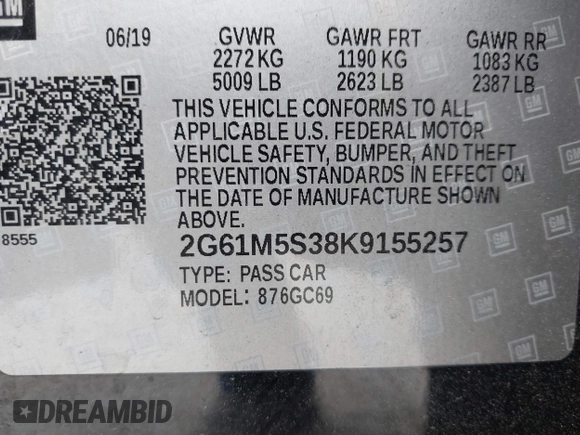 GM
06/19 GVWR GAWR FRT GAWR RR
2272 KG 1190 KG 1083 KG
5009 LB 2623 LB 2387 LB
THIS VEHICLE CONFORMS TO ALL
APPLICABLE U.S. FEDERAL MOTOR
VEHICLE SAFETY, BUMPER, AND THEFT
PREVENTION STANDARDS IN EFFECT ON
THE DATE OF MANUFACTURE SHOWN
ABOVE.
8555
2G61M5S38K9155257
TYPE: PASS CAR
MODEL: 876GC69
DREAMBID